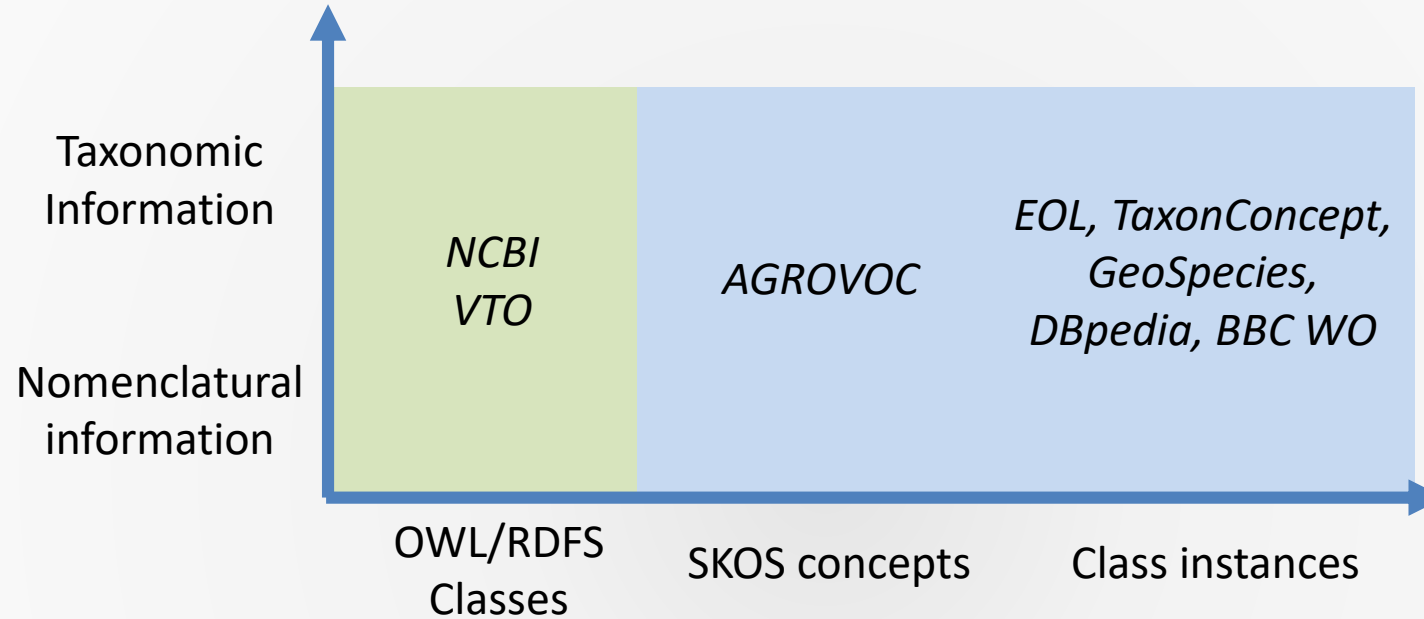 Taxonomic
Information
Nomenclatural
information
NCBI
VTO
AGROVOC
EOL, TaxonConcept,
GeoSpecies,
DBpedia, BBC WO
OWL/RDFS
Classes
SKOS concepts
Class instances